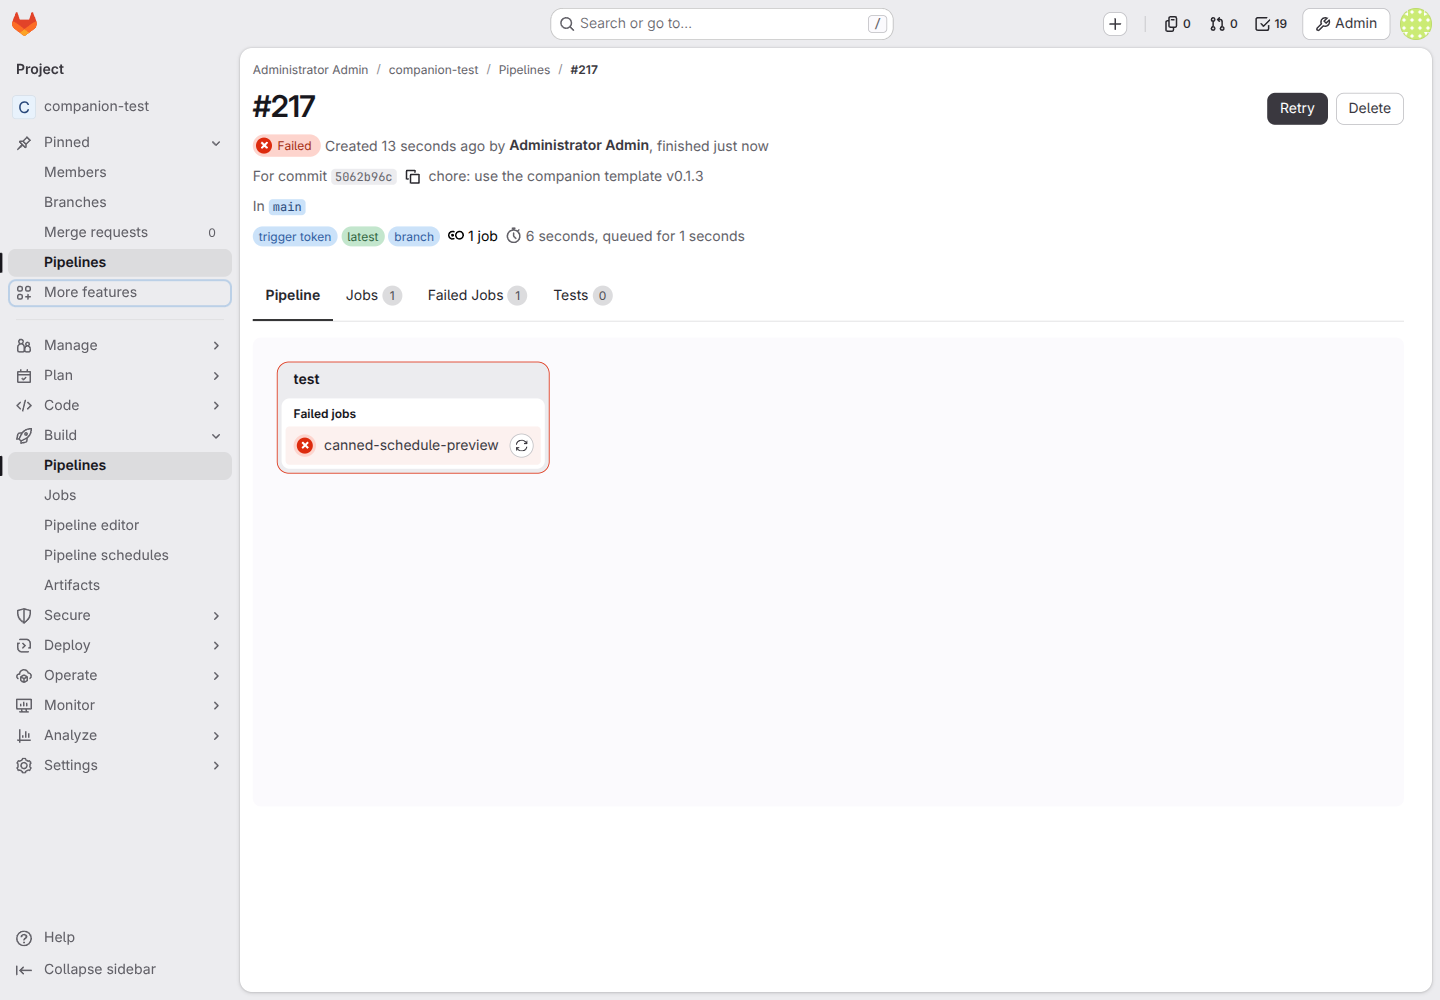 Search or go to...
/
0
0
19
Admin
Project
C
companion-test
Pinned
Members
Branches
Merge requests 0
Pipelines
More features
Manage
Plan
Code
Build
Pipelines
Jobs
Pipeline editor
Pipeline schedules
Artifacts
Secure
Deploy
Operate
Monitor
Analyze
Settings
Help
Collapse sidebar
Administrator Admin / companion-test / Pipelines / #217
#217
Retry
Delete
Failed Created 13 seconds ago by Administrator Admin, finished just now
For commit 5062b96c chore: use the companion template v0.1.3
In main
trigger token latest branch 1 job 6 seconds, queued for 1 seconds
Pipeline Jobs 1 Failed Jobs 1 Tests 0
test
Failed jobs
canned-schedule-preview